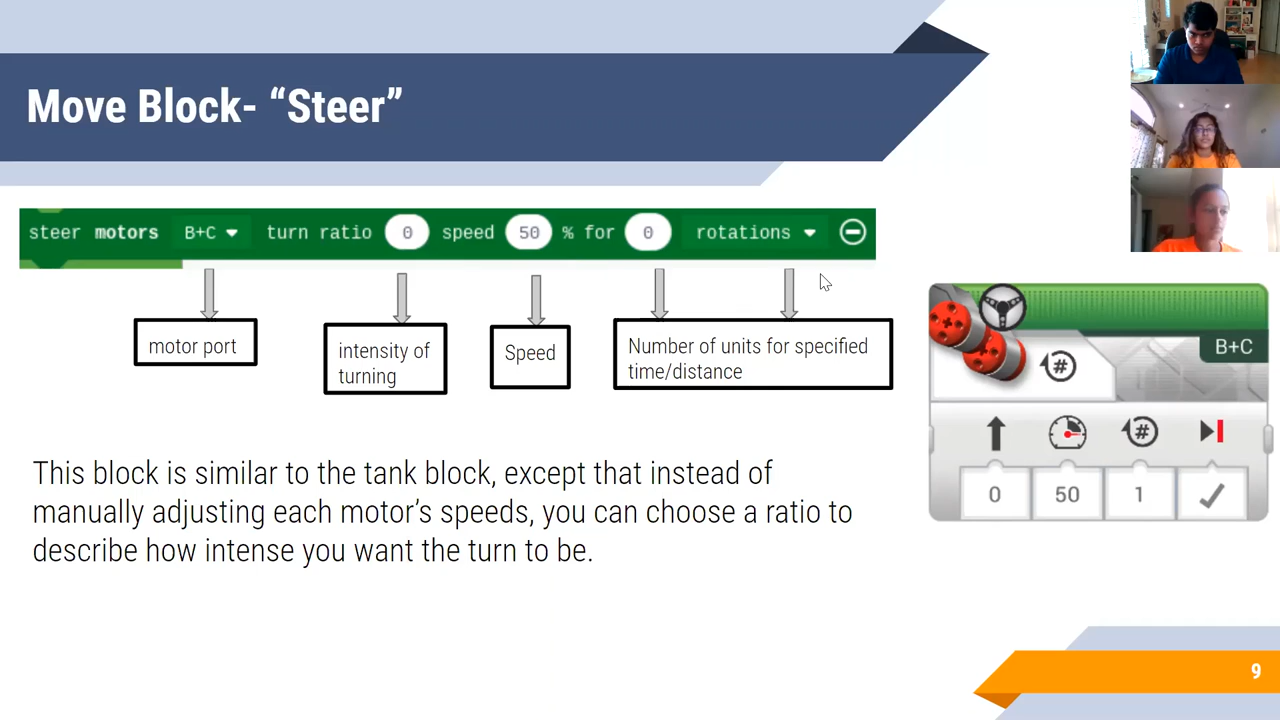 Move Block- “Steer”
steer motors B+C turn ratio 0 speed 50 % for 0 rotations
motor port
intensity of
turning
Speed
Number of units for specified
time/distance
B+C
#
#
0 50 1
This block is similar to the tank block, except that instead of
manually adjusting each motor’s speeds, you can choose a ratio to
describe how intense you want the turn to be.
9